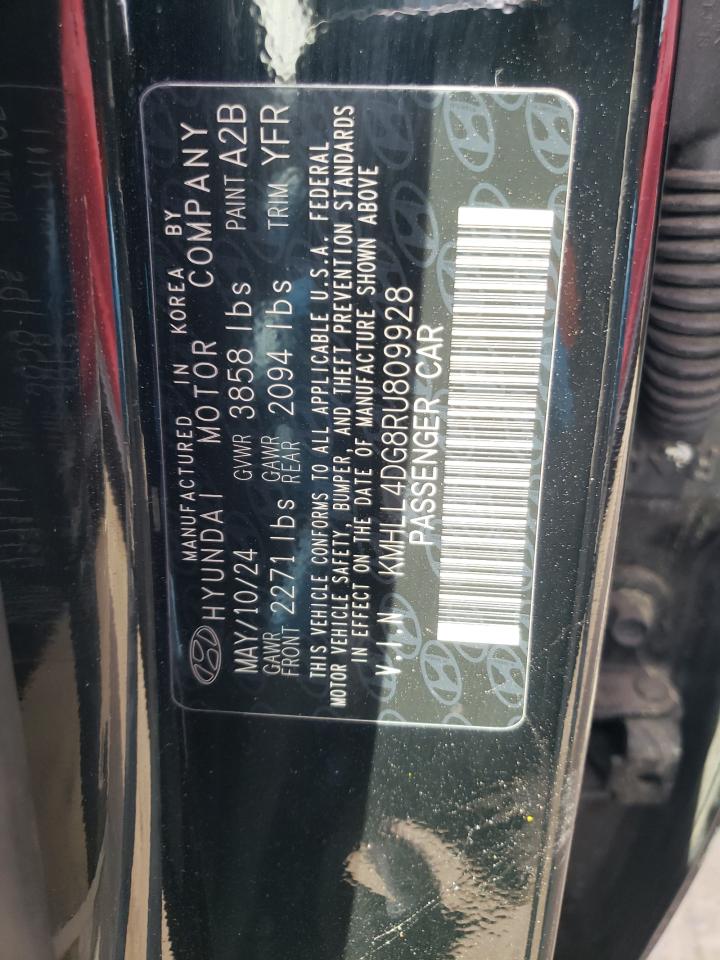 MANUFACTURED IN KOREA BY
HYUNDAI MOTOR COMPANY
MAY/10/24 GVWR 3858 lbs PAINT A2B
GAWR FRONT 2271 lbs GAWR REAR 2094 lbs TRIM YFR
THIS VEHICLE CONFORMS TO ALL APPLICABLE U.S.A. FEDERAL
MOTOR VEHICLE SAFETY, BUMPER, AND THEFT PREVENTION STANDARDS
IN EFFECT ON THE DATE OF MANUFACTURE SHOWN ABOVE
V.I.N KMHLL4DG8RU809928
PASSENGER CAR